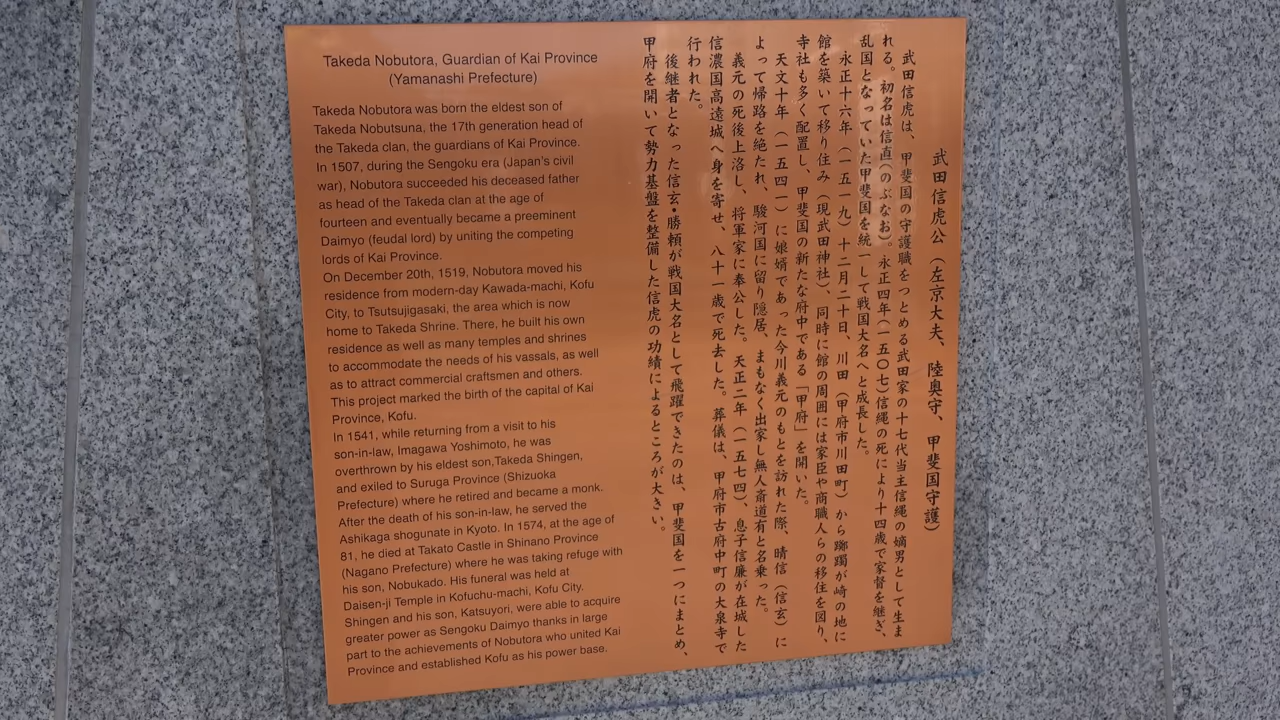 Takeda Nobutora, Guardian of Kai Province
(Yamanashi Prefecture)
Takeda Nobutora was born the eldest son of
Takeda Nobutsuna, the 17th generation head of
the Takeda clan, the guardians of Kai Province.
In 1507, during the Sengoku era (Japan's civil
war), Nobutora succeeded his deceased father
as head of the Takeda clan at the age of
fourteen and eventually became a preeminent
Daimyo (feudal lord) by uniting the competing
lords of Kai Province.
On December 20th, 1519, Nobutora moved his
residence from modern-day Kawada-machi, Kofu
City, to Tsutsujigasaki, the area which is now
home to Takeda Shrine. There, he built his own
residence as well as many temples and shrines
to accommodate the needs of his vassals, as well
as to attract commercial craftsmen and others.
This project marked the birth of the capital of Kai
Province, Kofu.
In 1541, while returning from a visit to his
son-in-law, Imagawa Yoshimoto, he was
overthrown by his eldest son,Takeda Shingen,
and exiled to Suruga Province (Shizuoka
Prefecture) where he retired and became a monk.
After the death of his son-in-law, he served the
Ashikaga shogunate in Kyoto. In 1574, at the age of
81, he died at Takato Castle in Shinano Province
(Nagano Prefecture) where he was taking refuge with
his son, Nobukado. His funeral was held at
Daisen-ji Temple in Kofuchu-machi, Kofu City.
Shingen and his son, Katsuyori, were able to acquire
greater power as Sengoku Daimyo thanks in large
part to the achievements of Nobutora who united Kai
Province and established Kofu as his power base.
武田信虎公（左京大夫、陸奥守、甲斐国守護）
武田信虎は、甲斐国の守護職をつとめる武田家の十七代当主信縄の嫡男として生ま
れる。初名は信直（のぶなお）。永正四年（一五〇七）信縄の死により十四歳で家督を継ぎ、
乱国となっていた甲斐国を統一して戦国大名へと成長した。
永正十六年（一五一九）十二月二十日、川田（甲府市川田町）から躑躅が崎の地に
館を築いて移り住み（現武田神社）、同時に館の周囲には家臣や商職人らの移住を図り、
寺社も多く配置し、甲斐国の新たな府中である「甲府」を開いた。
天文十年（一五四一）に娘婿であった今川義元のもとを訪れた際、晴信（信玄）に
よって帰路を絶たれ、駿河国に留り隠居、まもなく出家し無人斎道有と名乗った。
義元の死後上洛し、将軍家に奉公した。天正二年（一五七四）、息子信廉が在城した
信濃国高遠城へ身を寄せ、八十一歳で死去した。葬儀は、甲府市古府中町の大泉寺で
行われた。
後継者となった信玄・勝頼が戦国大名として飛躍できたのは、甲斐国を一つにまとめ、
甲府を開いて勢力基盤を整備した信虎の功績によるところが大きい。